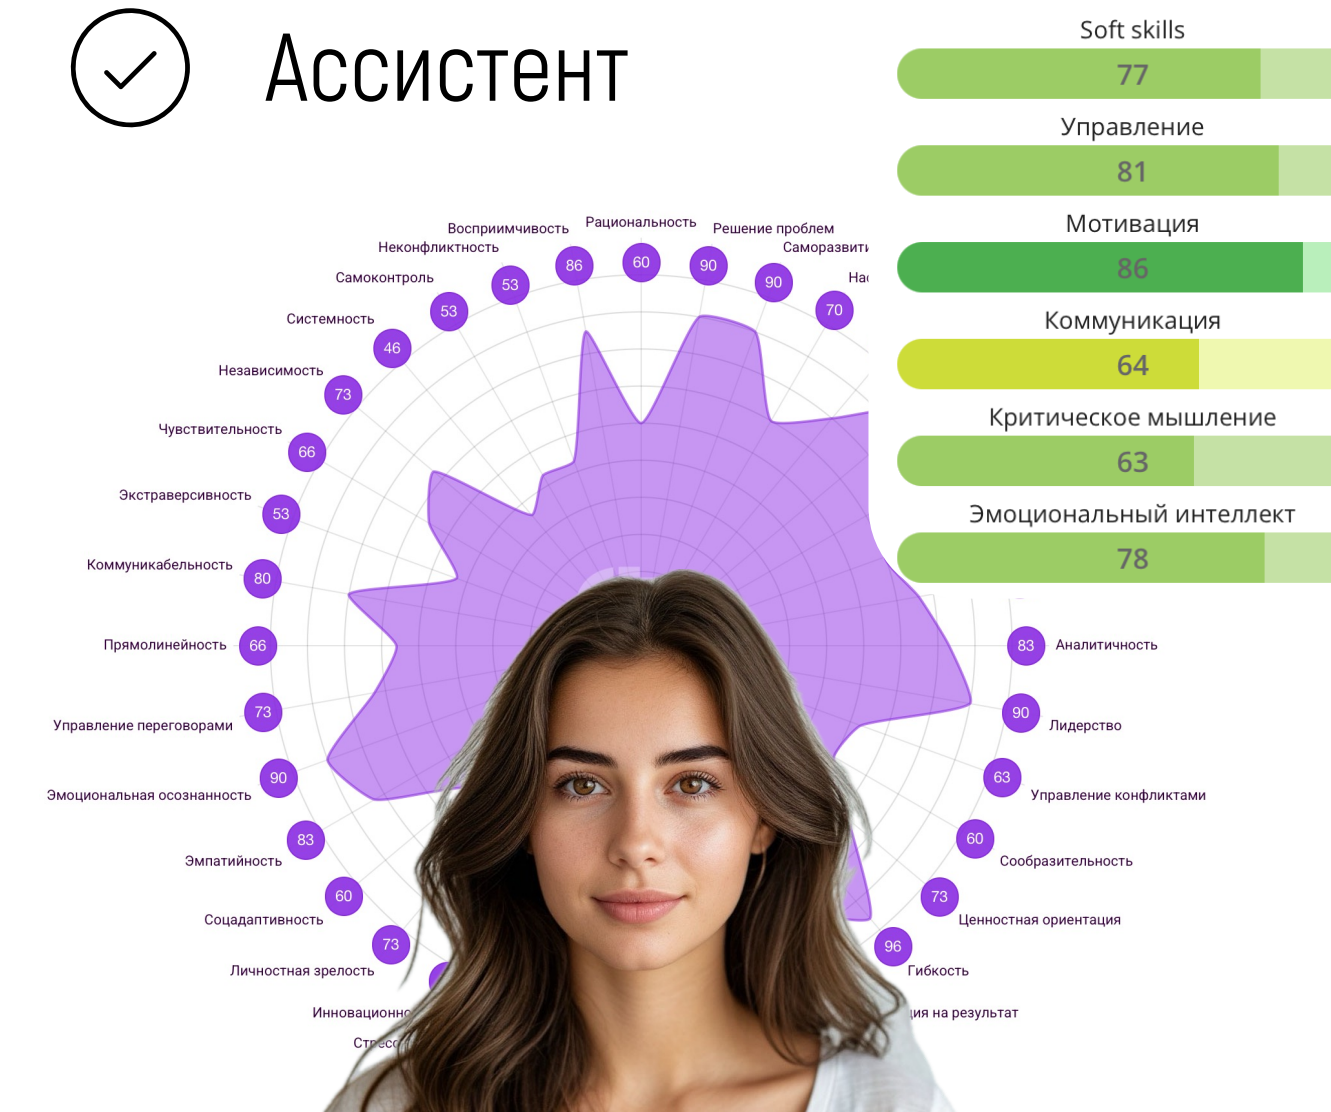 Ассистент
Soft skills
77
Управление
81
Мотивация
86
Коммуникация
64
Критическое мышление
63
Эмоциональный интеллект
78
Рациональность
60
Решение проблем
90
90
70
83
Аналитичность
90
Лидерство
63
Управление конфликтами
60
Сообразительность
73
Ценностная ориентация
96
Гибкость
на результат
73
Личностная зрелость
60
Соцадаптивность
83
Эмпатийность
90
Эмоциональная осознанность
73
Управление переговорами
66
Прямолинейность
80
Коммуникабельность
53
Экстраверсивность
66
Чувствительность
73
Независимость
46
Системность
53
Самоконтроль
53
Неконфликтность
86
Восприимчивость